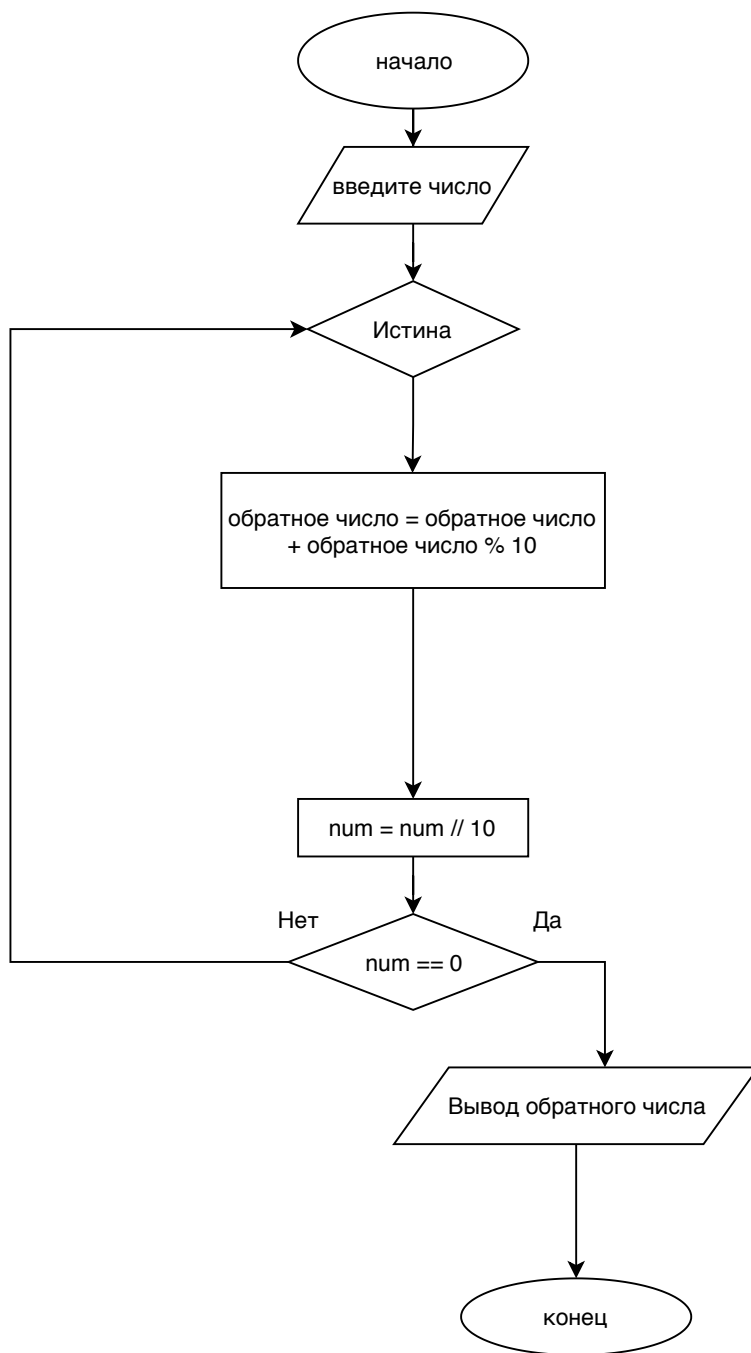 начало
введите число
Истина
обратное число = обратное число
+ обратное число % 10
num = num // 10
Нет
Да
num == 0
Вывод обратного числа
конец